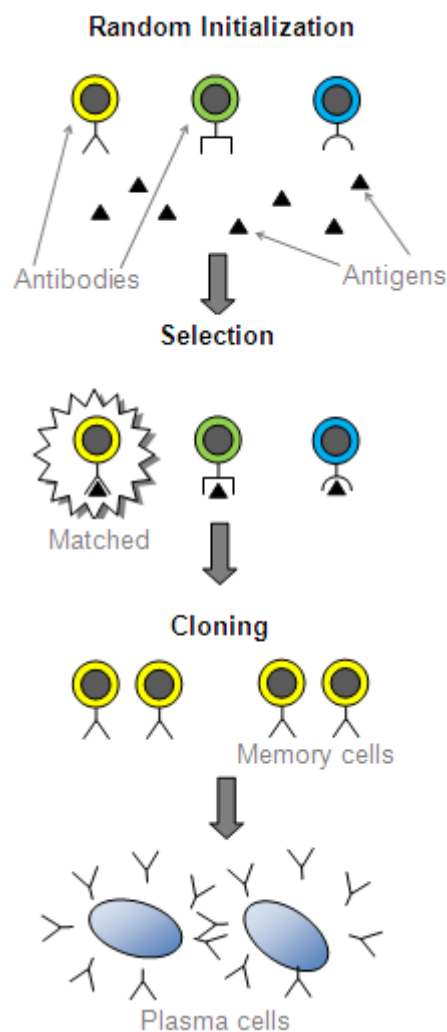 Random Initialization
Antibodies
Antigens
Selection
Matched
Cloning
Memory cells
Plasma cells